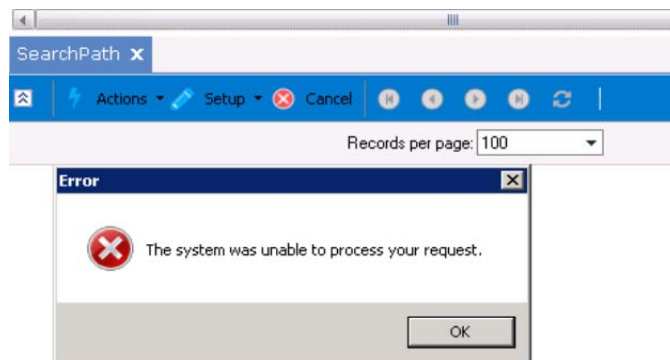 SearchPath x
Actions Setup Cancel
Records per page: 100
Error
The system was unable to process your request.
OK